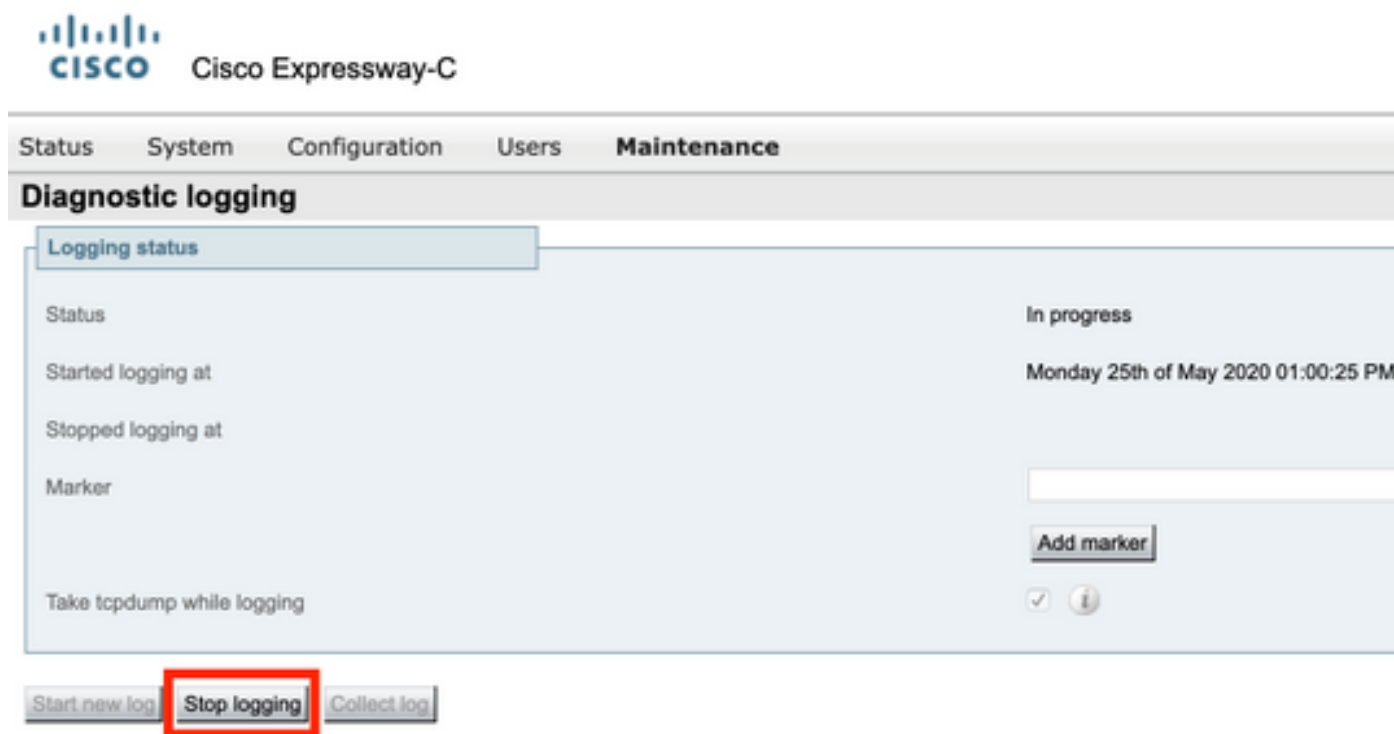 CISCO Cisco Expressway-C
Status System Configuration Users Maintenance
Diagnostic logging
Logging status
Status In progress
Started logging at Monday 25th of May 2020 01:00:25 PM
Stopped logging at
Marker
Add marker
Take tcpdump while logging i
Start new log Stop logging Collect log